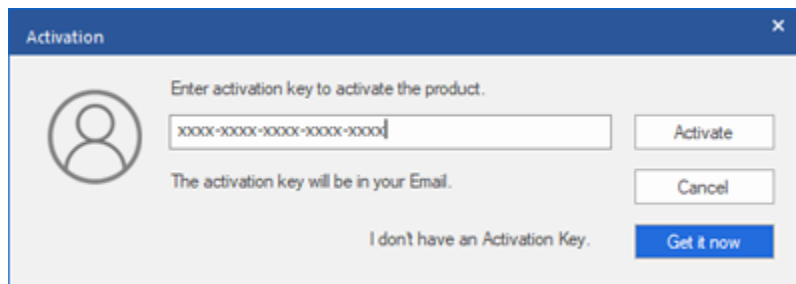 Activation
Enter activation key to activate the product.
xxxx-xxxx-xxxx-xxxx-xxxx
Activate
The activation key will be in your Email.
Cancel
I don't have an Activation Key.
Get it now